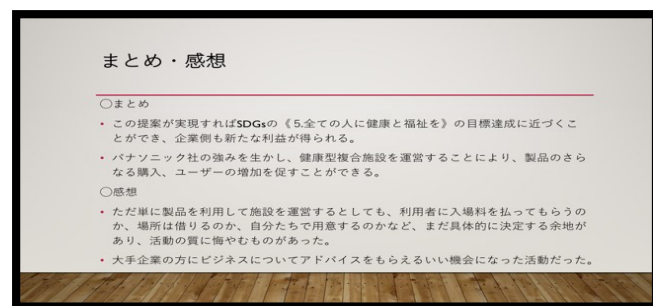 まとめ・感想
○まとめ
• この提案が実現すればSDGsの《5.全ての人に健康と福祉を》の目標達成に近づくこ
とができ、企業側も新たな利益が得られる。
• パナソニック社の強みを生かし、健康型複合施設を運営することにより、製品のさら
なる購入、ユーザーの増加を促すことができる。
○感想
• ただ単に製品を利用して施設を運営するとしても、利用者に入場料を払ってもらうの
か、場所は借りるのか、自分たちで用意するのかなど、まだ具体的に決定する余地が
あり、活動の質に悔やむものがあった。
• 大手企業の方にビジネスについてアドバイスをもらえるいい機会になった活動だった。